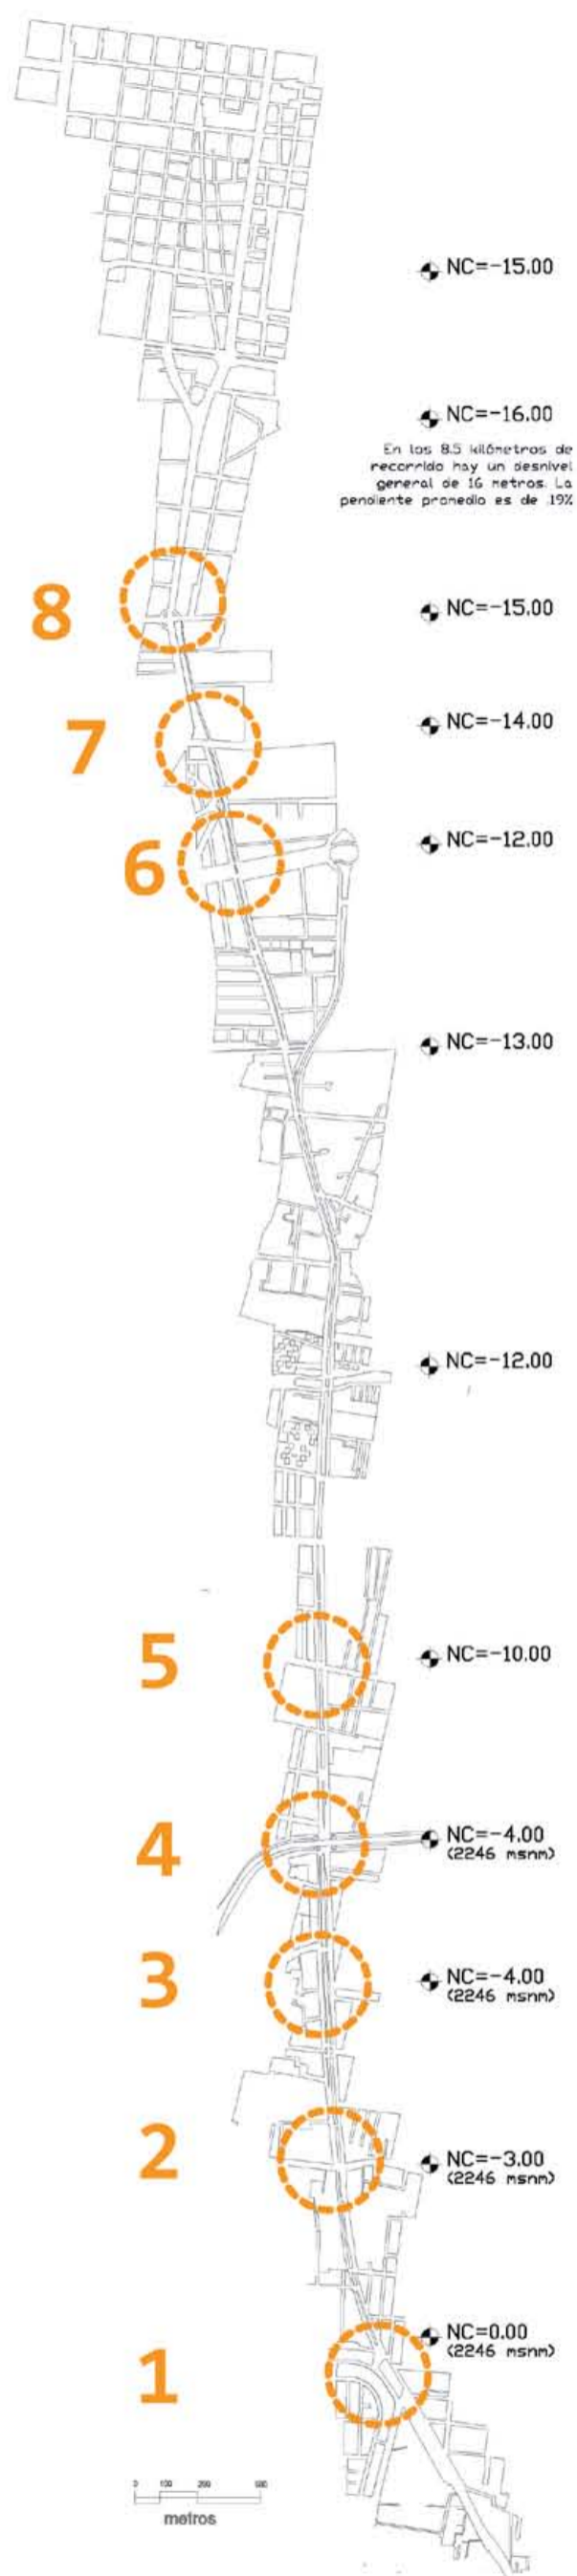 NC=-15.00
NC=-16.00
En los 8.5 kilómetros de
recorrido hay un desnivel
general de 16 metros. La
pendiente promedio es de .19%
8
NC=-15.00
7
NC=-14.00
6
NC=-12.00
NC=-13.00
NC=-12.00
5
NC=-10.00
4
NC=-4.00
(2246 msnm)
3
NC=-4.00
(2246 msnm)
2
NC=-3.00
(2246 msnm)
1
NC=0.00
(2246 msnm)
0 100 200 500
metros